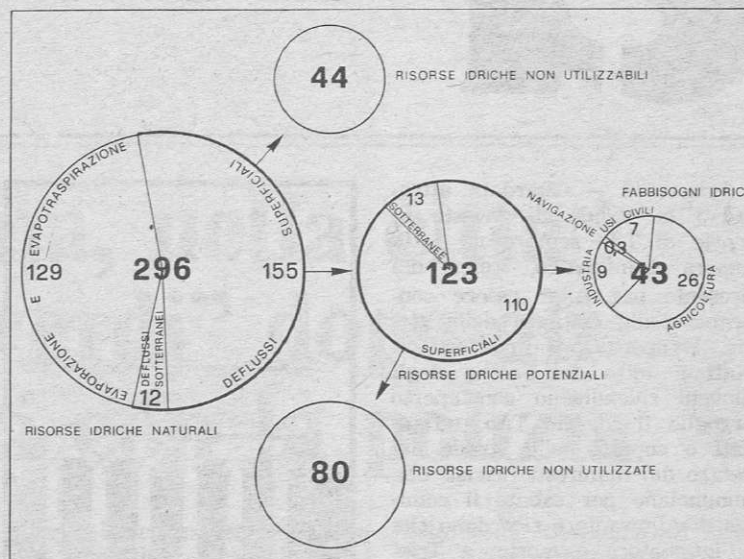 44
RISORSE IDRICHE NON UTILIZZABILI
EVAPORAZIONE E EVAPOTRASPIRAZIONE
129
296
155
DEFLUSSI SUPERFICIALI
DEFLUSSI
SOTTERRANEI
12
RISORSE IDRICHE NATURALI
13
SOTTERRANEE
123
110
SUPERFICIALI
RISORSE IDRICHE POTENZIALI
FABBISOGNI IDRIC
NAVIGAZIONE
USI CIVILI
7
0,3
INDUSTRIA
9
43
26
AGRICOLTURA
80
RISORSE IDRICHE NON UTILIZZATE